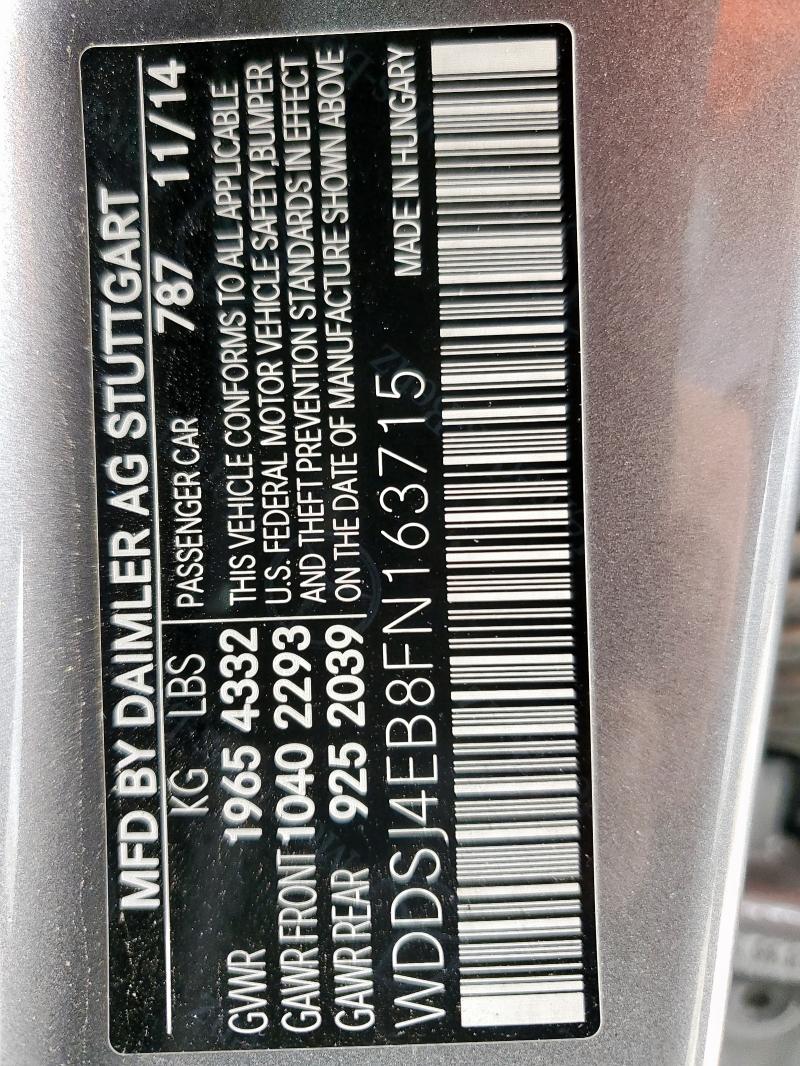 MFD BY DAIMLER AG STUTTGART
KG LBS PASSENGER CAR 787 11/14
GVWR 1965 4332 THIS VEHICLE CONFORMS TO ALL APPLICABLE
GAWR FRONT 1040 2293 U.S. FEDERAL MOTOR VEHICLE SAFETY,BUMPER
GAWR REAR 925 2039 AND THEFT PREVENTION STANDARDS IN EFFECT
ON THE DATE OF MANUFACTURE SHOWN ABOVE
WDDSJ4EB8FN163715 MADE IN HUNGARY